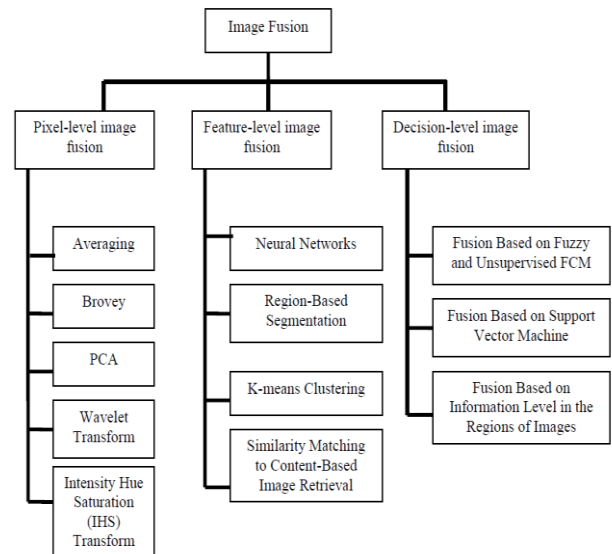 Image Fusion
Pixel-level image
fusion
Feature-level image
fusion
Decision-level image
fusion
Averaging
Brovey
PCA
Wavelet
Transform
Intensity Hue
Saturation
(IHS)
Transform
Neural Networks
Region-Based
Segmentation
K-means Clustering
Similarity Matching
to Content-Based
Image Retrieval
Fusion Based on Fuzzy
and Unsupervised FCM
Fusion Based on Support
Vector Machine
Fusion Based on
Information Level in the
Regions of Images